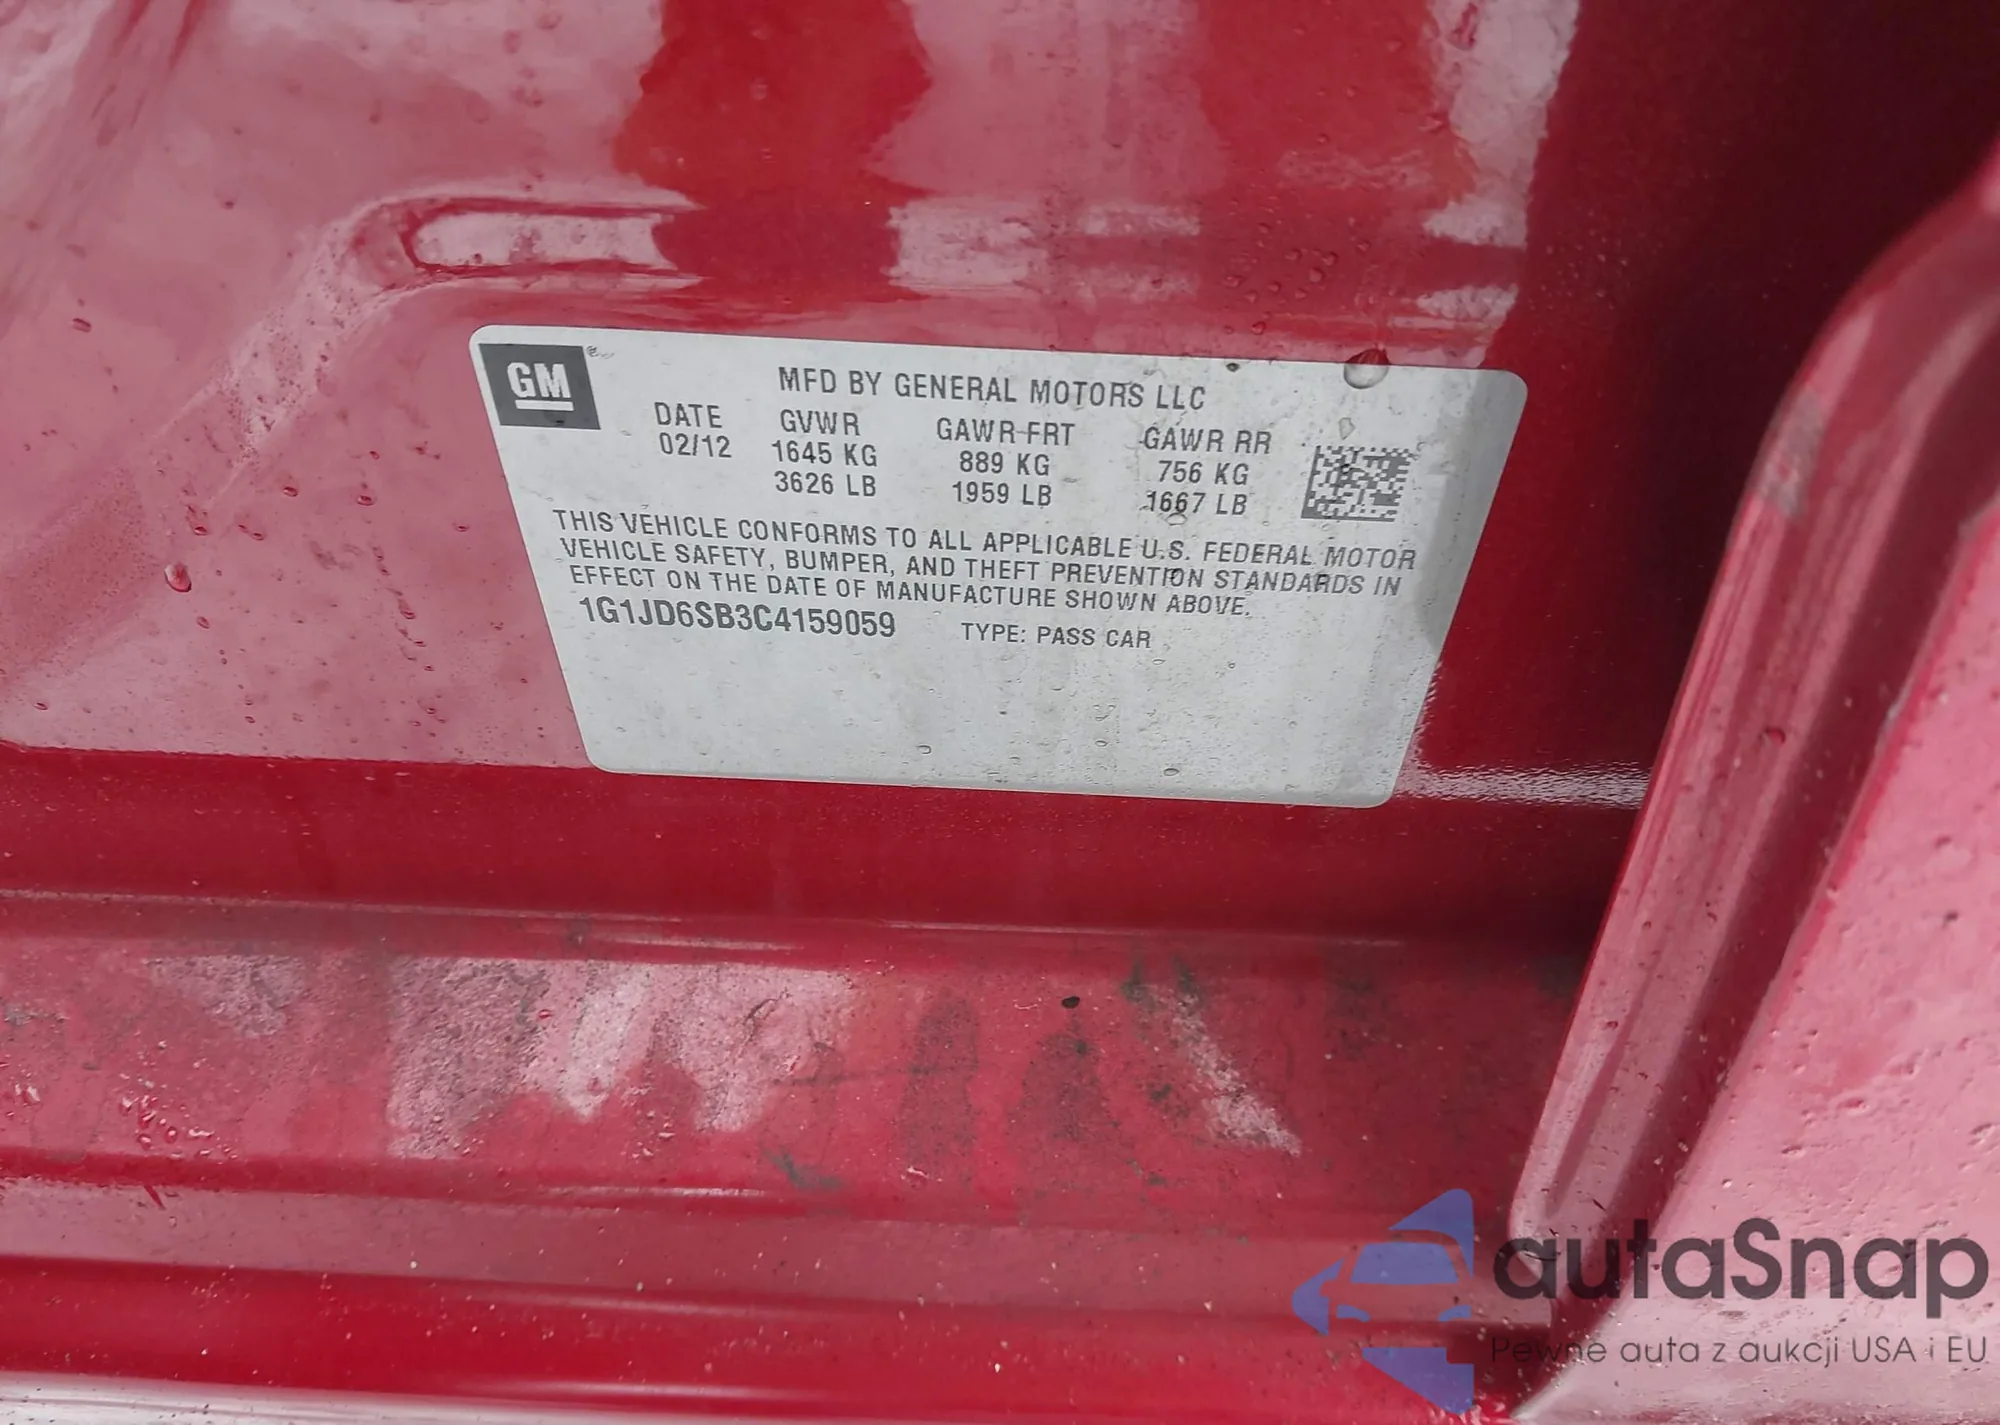 GM®
MFD BY GENERAL MOTORS LLC
DATE GVWR GAWR FRT GAWR RR
02/12 1645 KG 889 KG 756 KG
3626 LB 1959 LB 1667 LB
THIS VEHICLE CONFORMS TO ALL APPLICABLE U.S. FEDERAL MOTOR
VEHICLE SAFETY, BUMPER, AND THEFT PREVENTION STANDARDS IN
EFFECT ON THE DATE OF MANUFACTURE SHOWN ABOVE.
1G1JD6SB3C4159059 TYPE: PASS CAR
autaSnap
Pewne auta z aukcji USA i EU